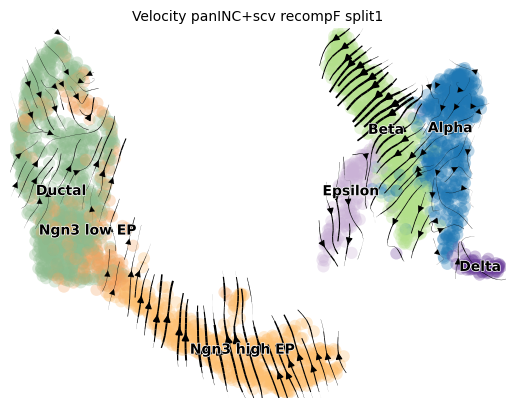 Velocity panINC+scv recompF split1
Beta
Alpha
Ductal
Epsilon
Ngn3 low EP
Delta
Ngn3 high EP